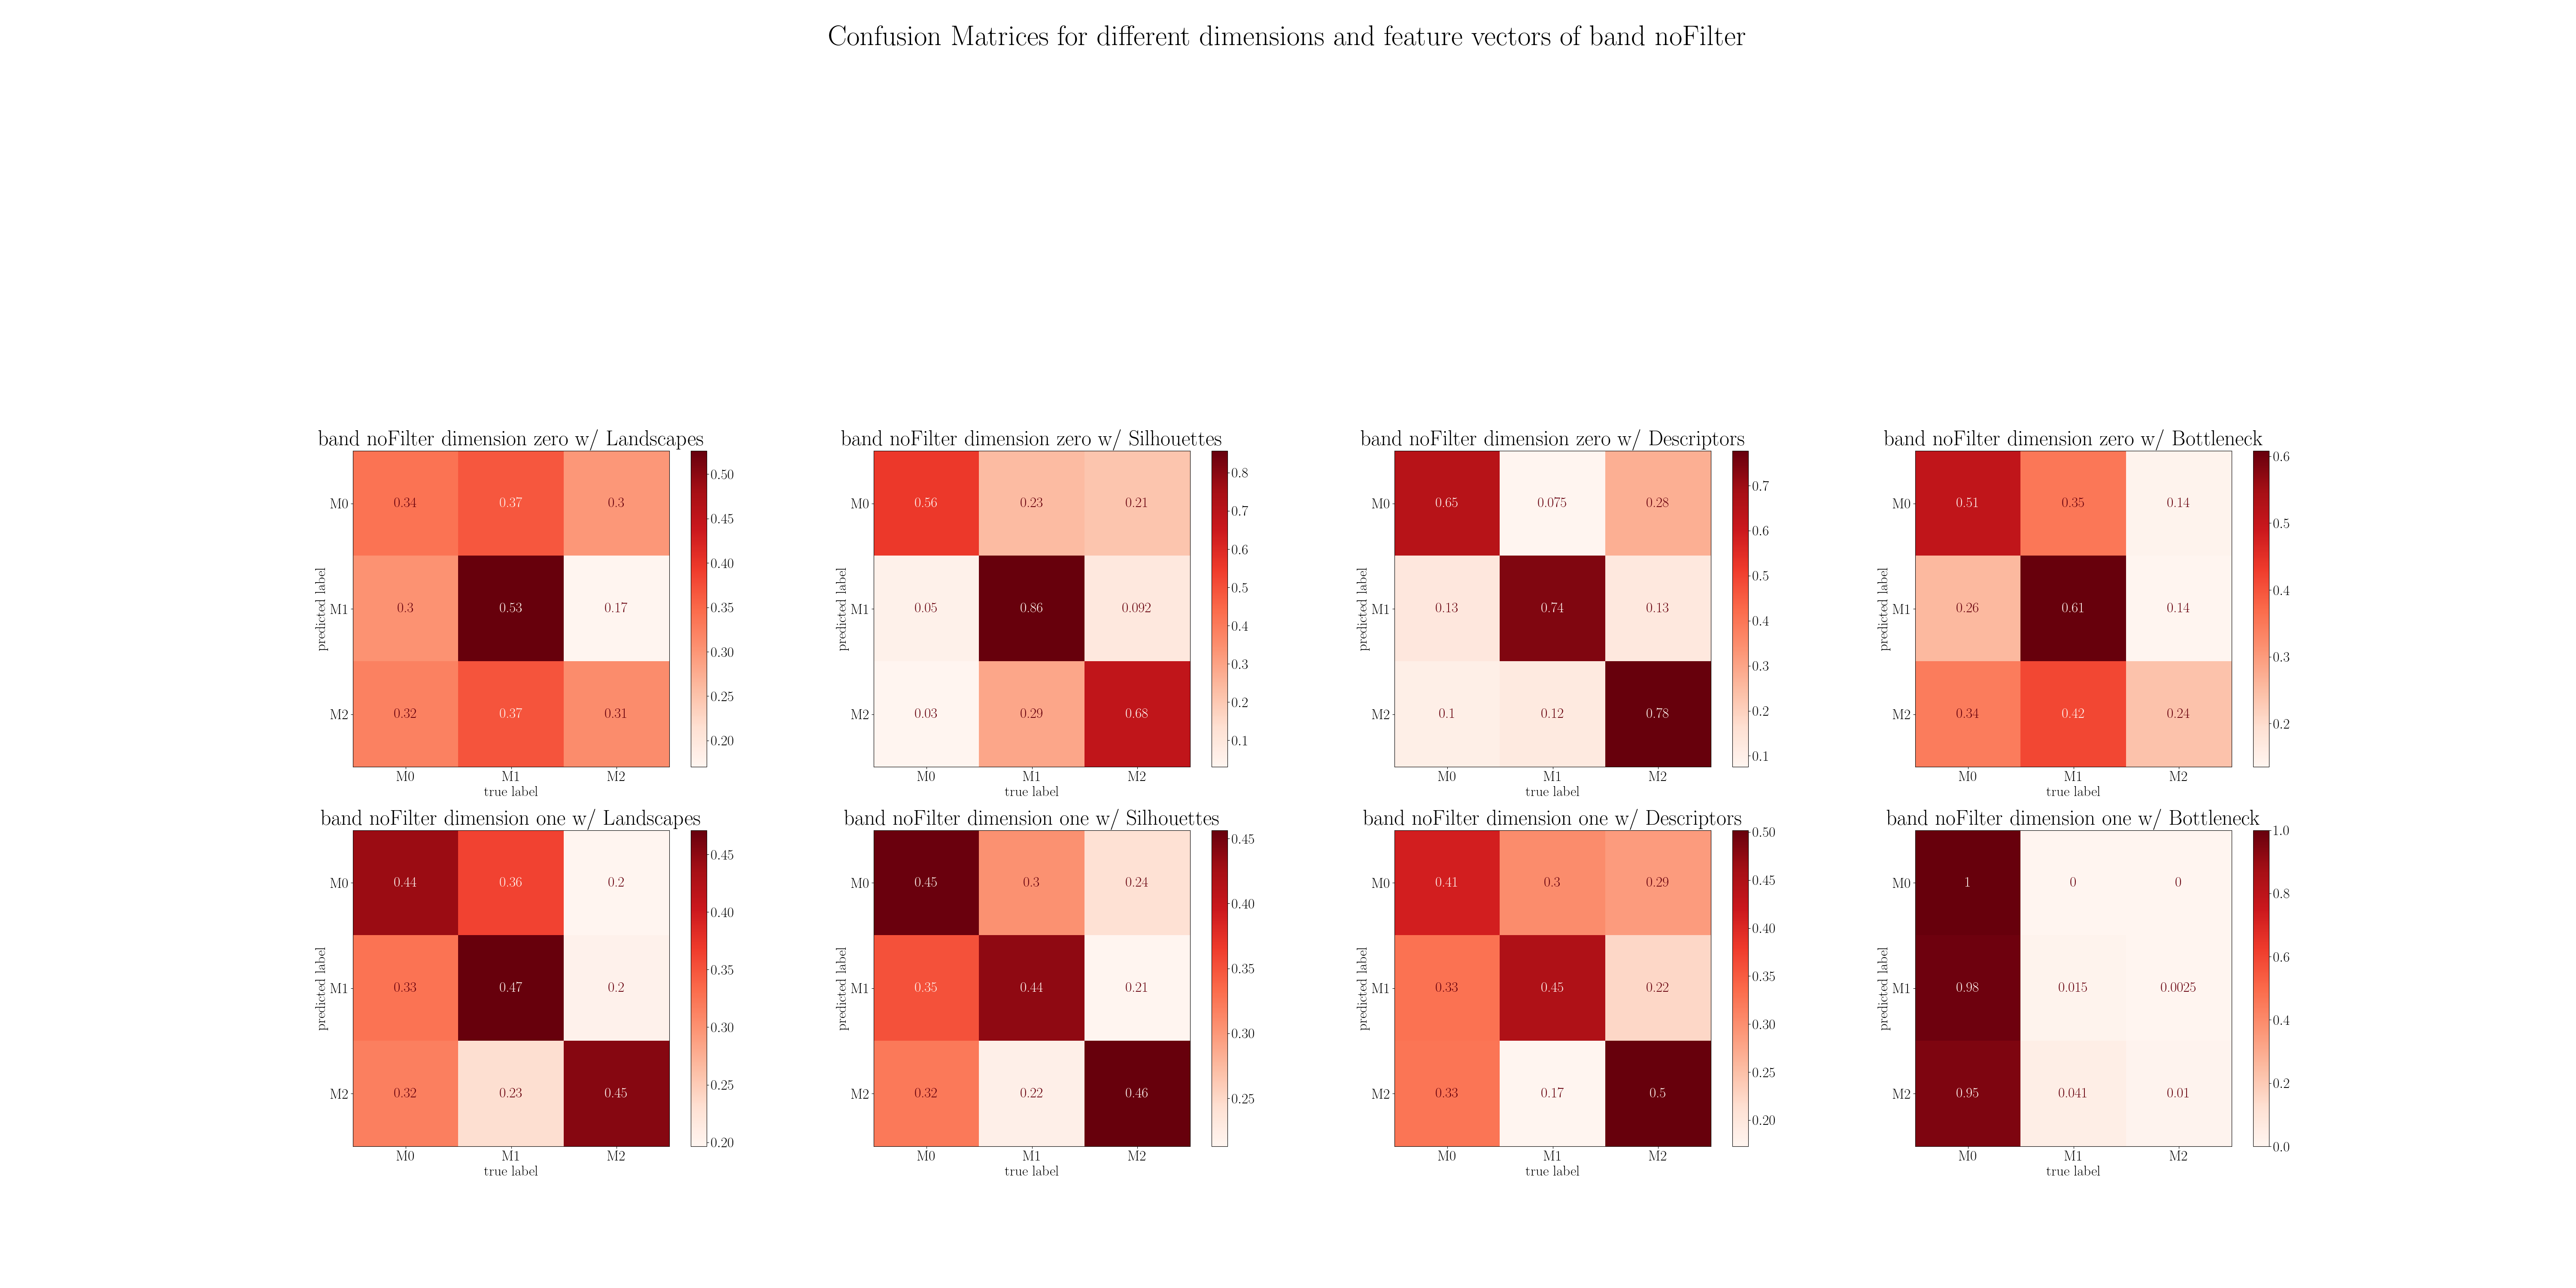 Confusion Matrices for different dimensions and feature vectors of band noFilter
band noFilter dimension zero w/ Landscapes
predicted label
M0 0.34 0.37 0.3
M1 0.3 0.53 0.17
M2 0.32 0.37 0.31
M0 M1 M2
true label
0.50
0.45
0.40
0.35
0.30
0.25
0.20
band noFilter dimension zero w/ Silhouettes
predicted label
M0 0.56 0.23 0.21
M1 0.05 0.86 0.092
M2 0.03 0.29 0.68
M0 M1 M2
true label
0.8
0.7
0.6
0.5
0.4
0.3
0.2
0.1
band noFilter dimension zero w/ Descriptors
predicted label
M0 0.65 0.075 0.28
M1 0.13 0.74 0.13
M2 0.1 0.12 0.78
M0 M1 M2
true label
0.7
0.6
0.5
0.4
0.3
0.2
0.1
band noFilter dimension zero w/ Bottleneck
predicted label
M0 0.51 0.35 0.14
M1 0.26 0.61 0.14
M2 0.34 0.42 0.24
M0 M1 M2
true label
0.6
0.5
0.4
0.3
0.2
band noFilter dimension one w/ Landscapes
predicted label
M0 0.44 0.36 0.2
M1 0.33 0.47 0.2
M2 0.32 0.23 0.45
M0 M1 M2
true label
0.45
0.40
0.35
0.30
0.25
0.20
band noFilter dimension one w/ Silhouettes
predicted label
M0 0.45 0.3 0.24
M1 0.35 0.44 0.21
M2 0.32 0.22 0.46
M0 M1 M2
true label
0.45
0.40
0.35
0.30
0.25
band noFilter dimension one w/ Descriptors
predicted label
M0 0.41 0.3 0.29
M1 0.33 0.45 0.22
M2 0.33 0.17 0.5
M0 M1 M2
true label
0.50
0.45
0.40
0.35
0.30
0.25
0.20
band noFilter dimension one w/ Bottleneck
predicted label
M0 1 0 0
M1 0.98 0.015 0.0025
M2 0.95 0.041 0.01
M0 M1 M2
true label
1.0
0.8
0.6
0.4
0.2
0.0